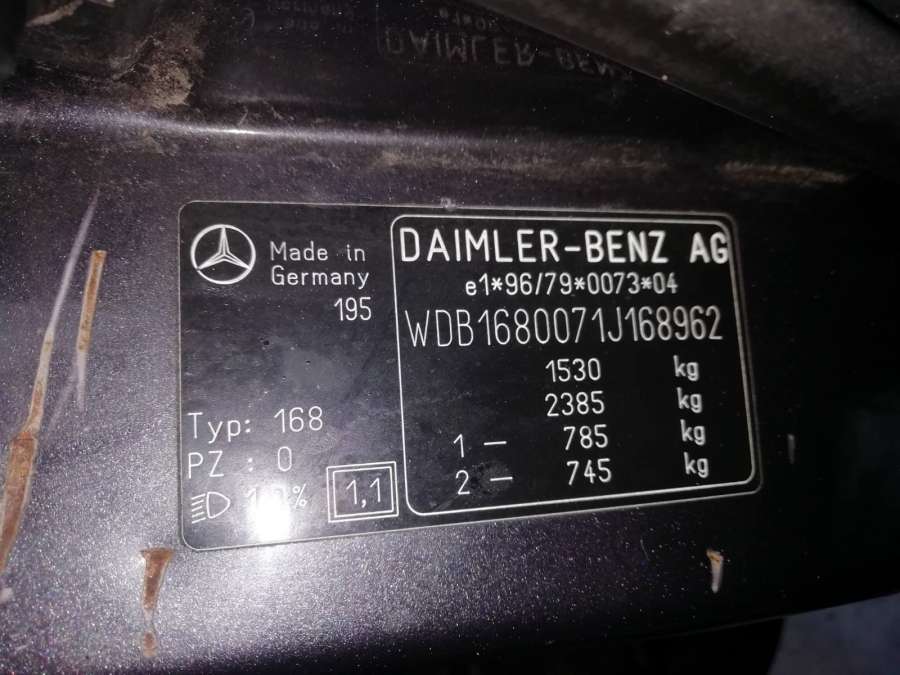 Made in
Germany
195
DAIMLER-BENZ AG
e1*96/79*0073*04
WDB1680071J168962
1530 kg
2385 kg
1 — 785 kg
2 — 745 kg
Typ: 168
PZ : 0
1,1
DAIMLER-BENZ